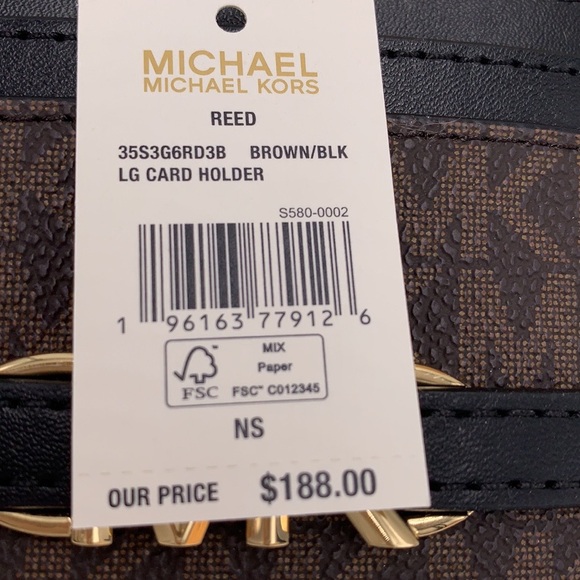 MICHAEL
MICHAEL KORS
REED
35S3G6RD3B BROWN/BLK
LG CARD HOLDER
S580-0002
1 96163 77912 6
FSC
MIX
Paper
FSC™ C012345
NS
OUR PRICE $188.00
MK